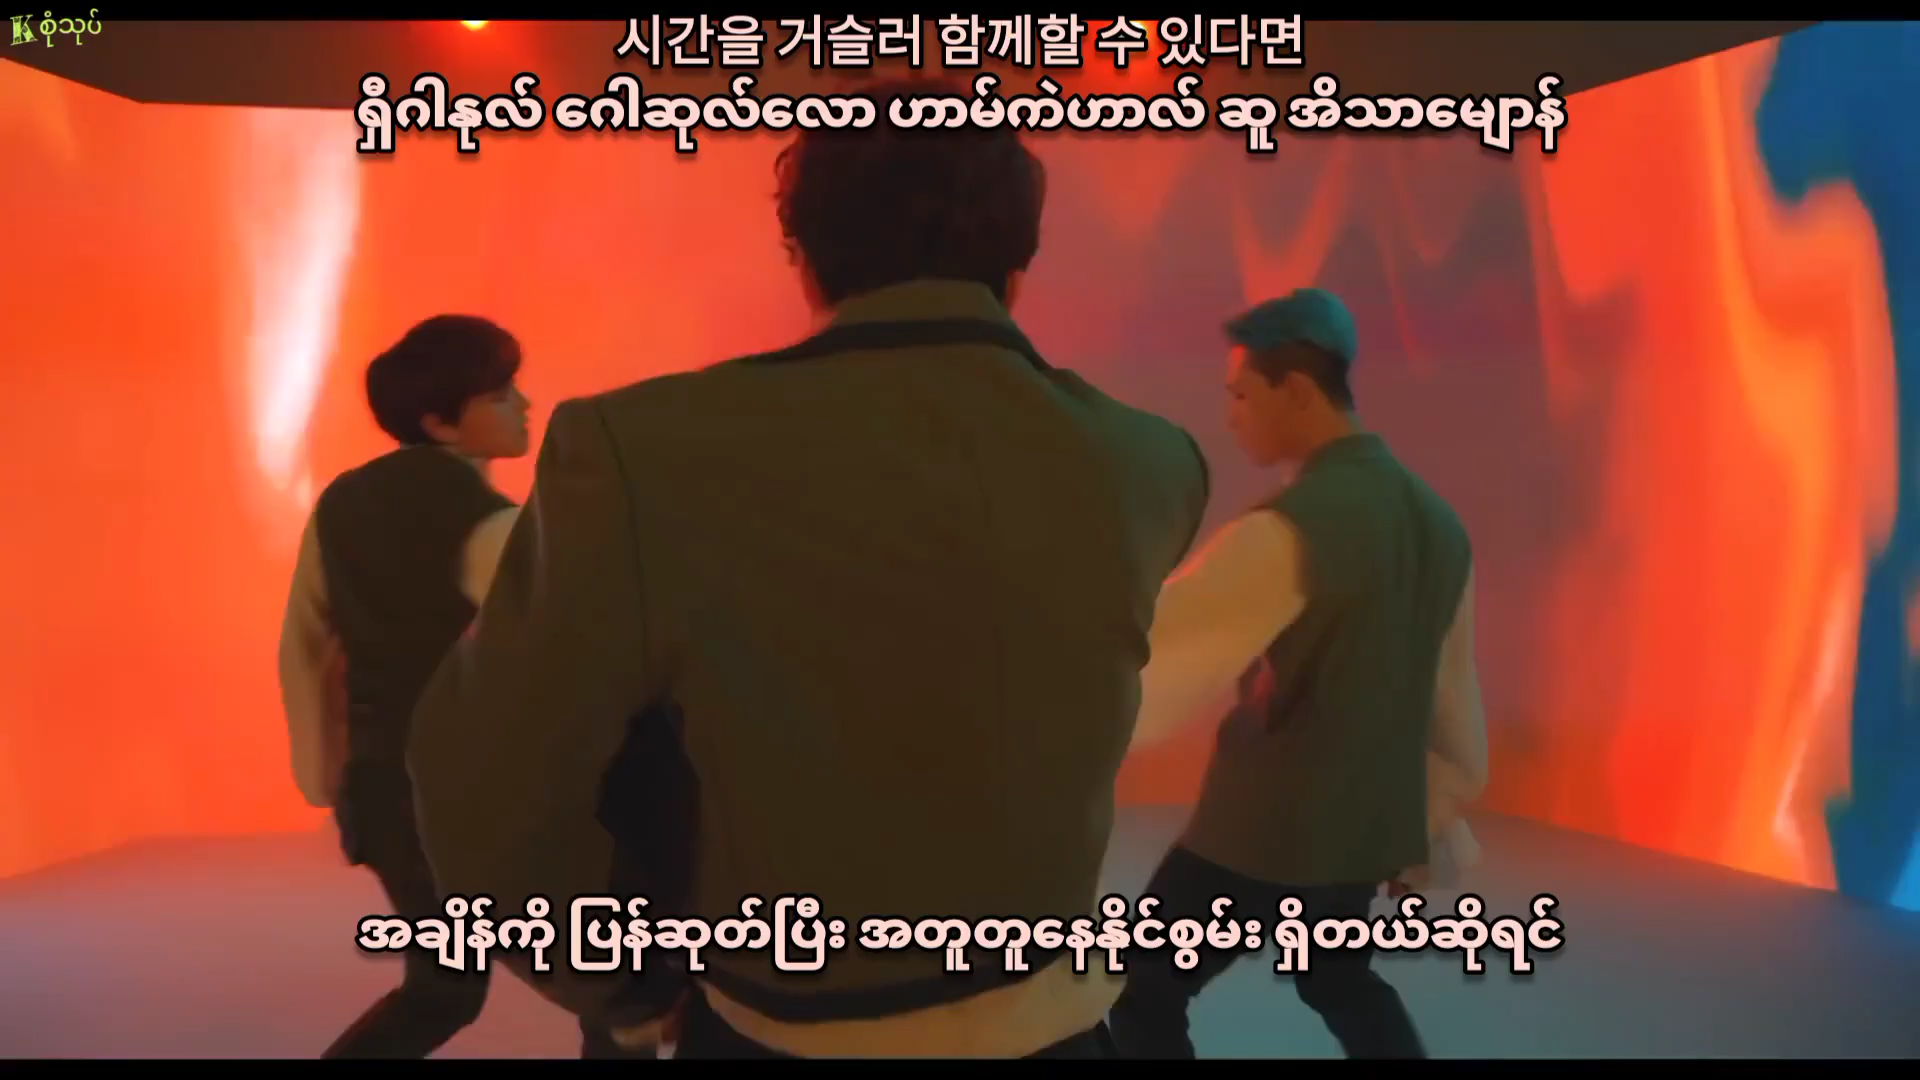 K စုံသုပ်
시간을 거슬러 함께할 수 있다면
ရှီဂါနုလ် ဂေါဆုလ်လော ဟာမ်ကဲဟာလ် ဆူ အိသာမျောန်
အချိန်ကို ပြန်ဆုတ်ပြီး အတူတူနေနိုင်စွမ်း ရှိတယ်ဆိုရင်